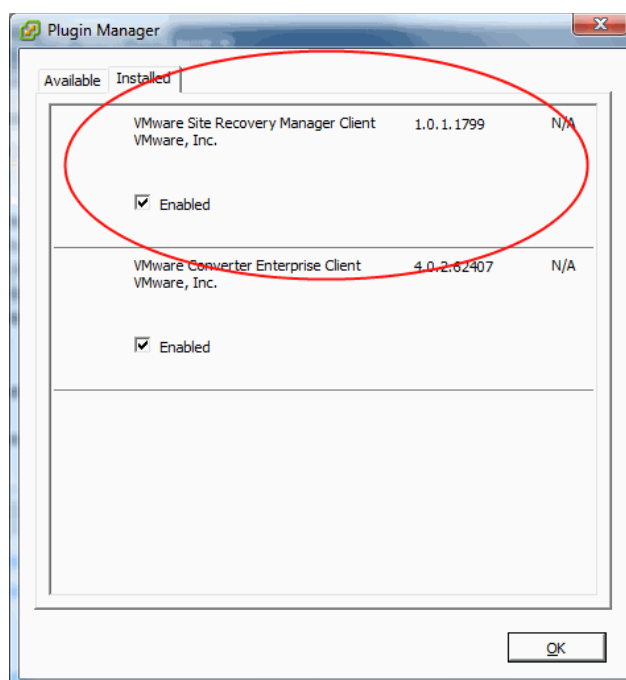 Plugin Manager
Available Installed
VMware Site Recovery Manager Client 1.0.1.1799 N/A
VMware, Inc.
Enabled
VMware Converter Enterprise Client 4.0.2.62407 N/A
VMware, Inc.
Enabled
OK